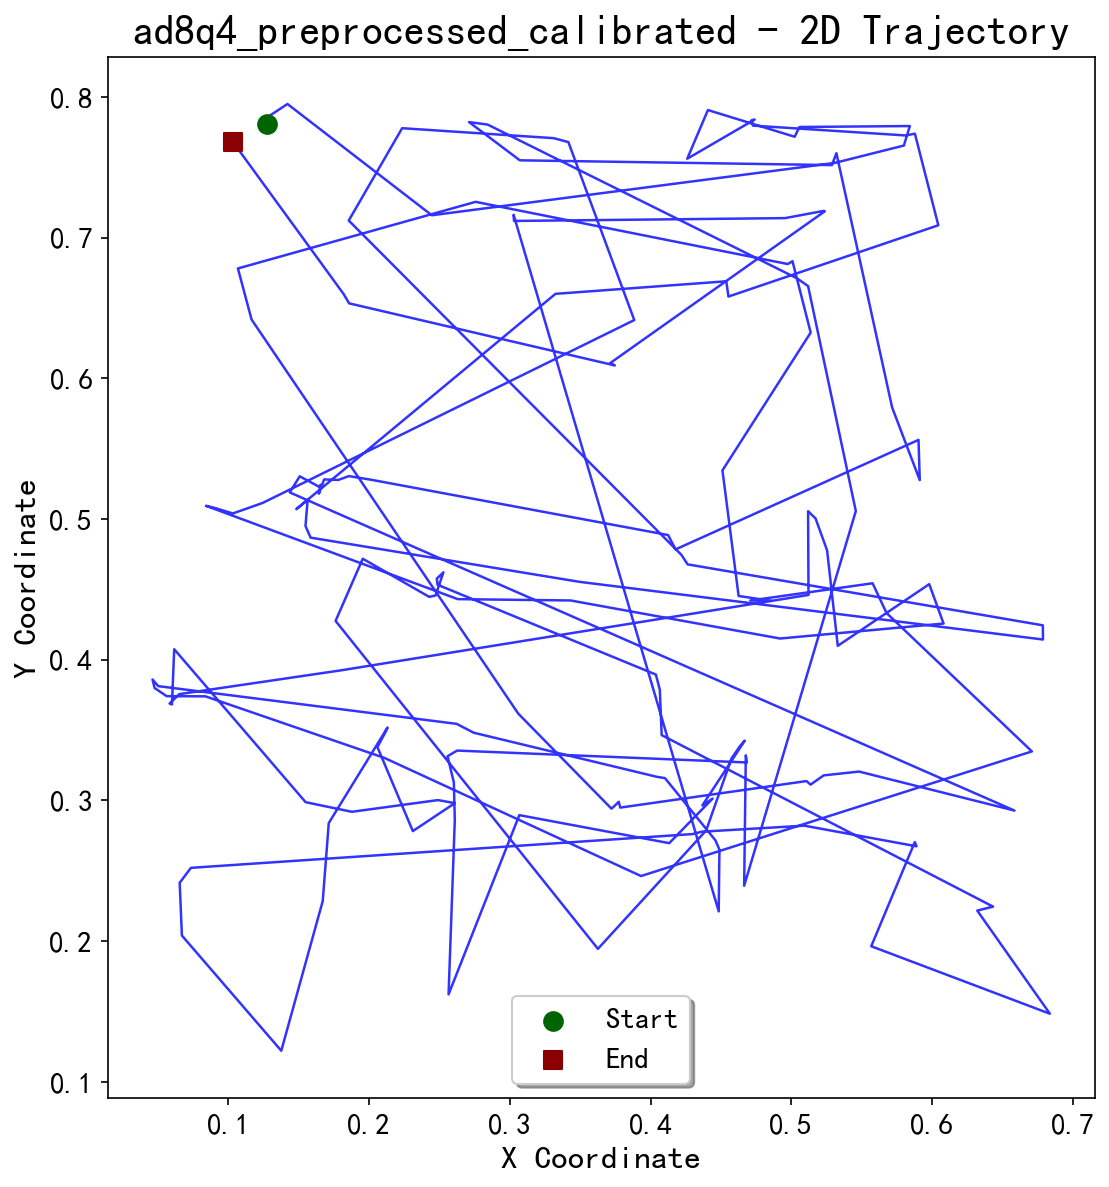 ad8q4_preprocessed_calibrated - 2D Trajectory
0.8
0.7
0.6
0.5
0.4
0.3
0.2
0.1
Y Coordinate
Start
End
0.1 0.2 0.3 0.4 0.5 0.6 0.7
X Coordinate